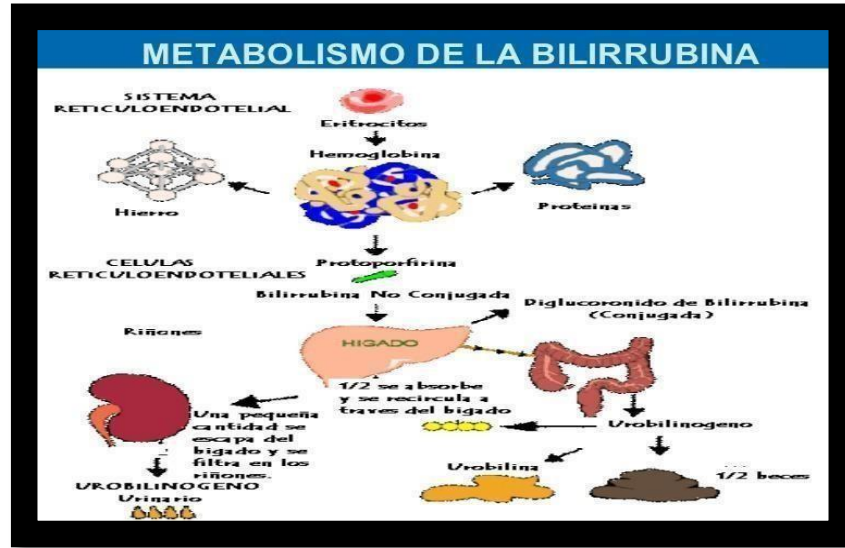 METABOLISMO DE LA BILIRRUBINA
SISTEMA
RETICULOENDOTELIAL
Eritrocitos
Hemoglobina
Hierro
Proteinas
CELULAS
RETICULOENDOTELIALES
Protoporfirina
Bilirrubina No Conjugada
Diglucoronido de Bilirrubina
(Conjugada)
Riñones
HIGADO
1/2 se absorbe
y se recircula a
traves del higado
Una pequeña
cantidad se
escapa del
higado y se
filtra en los
riñones.
Urobilinogeno
Urobilina
1/2 heces
UROBILINOGENO
Urinario